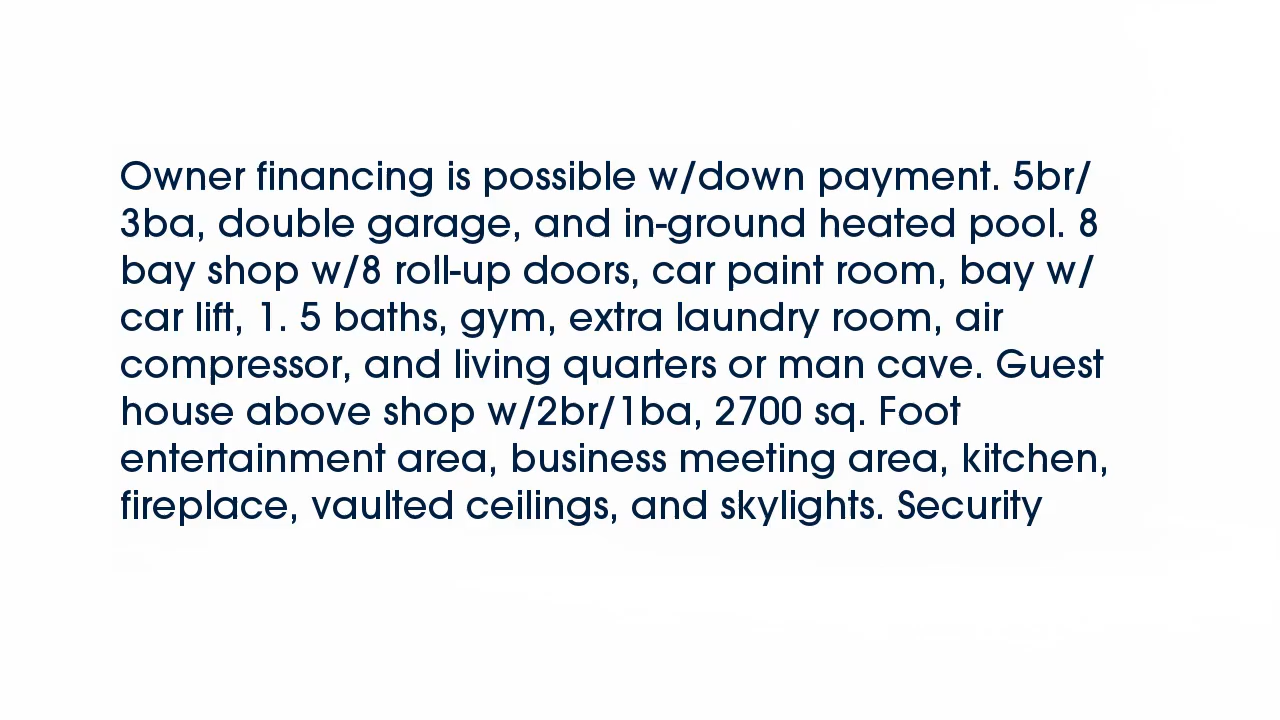 Owner financing is possible w/down payment. 5br/
3ba, double garage, and in-ground heated pool. 8
bay shop w/8 roll-up doors, car paint room, bay w/
car lift, 1. 5 baths, gym, extra laundry room, air
compressor, and living quarters or man cave. Guest
house above shop w/2br/1ba, 2700 sq. Foot
entertainment area, business meeting area, kitchen,
fireplace, vaulted ceilings, and skylights. Security